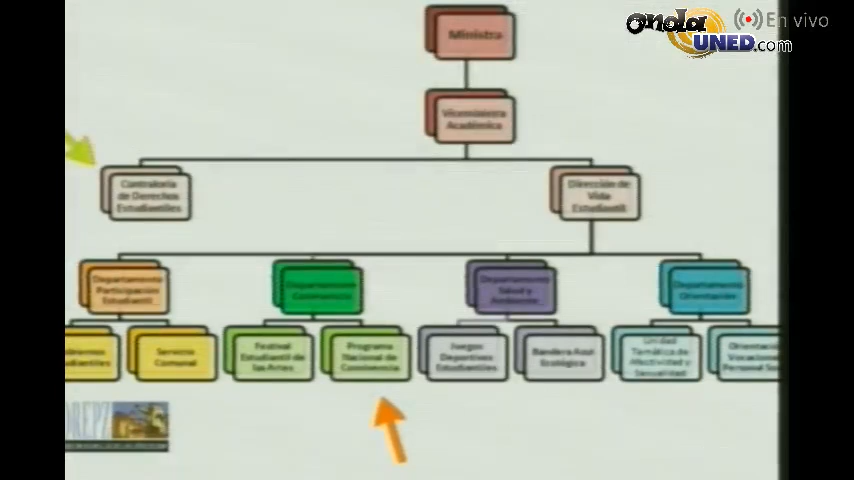 onda
UNED.com
En vivo
Ministra
Viceministra
Académica
Contraloría
de Derechos
Estudiantiles
Dirección de
Vida
Estudiantil
Departamento
Participación
Estudiantil
Departamento
Convivencia
Departamento
Salud y
Ambiente
Departamento
Orientación
Servicio
Comunal
Festival
Estudiantil de
las Artes
Programa
Nacional de
Convivencia
Juegos
Deportivos
Estudiantiles
Bandera Azul
Ecológica
Unidad
Temática de
Afectividad y
Sexualidad